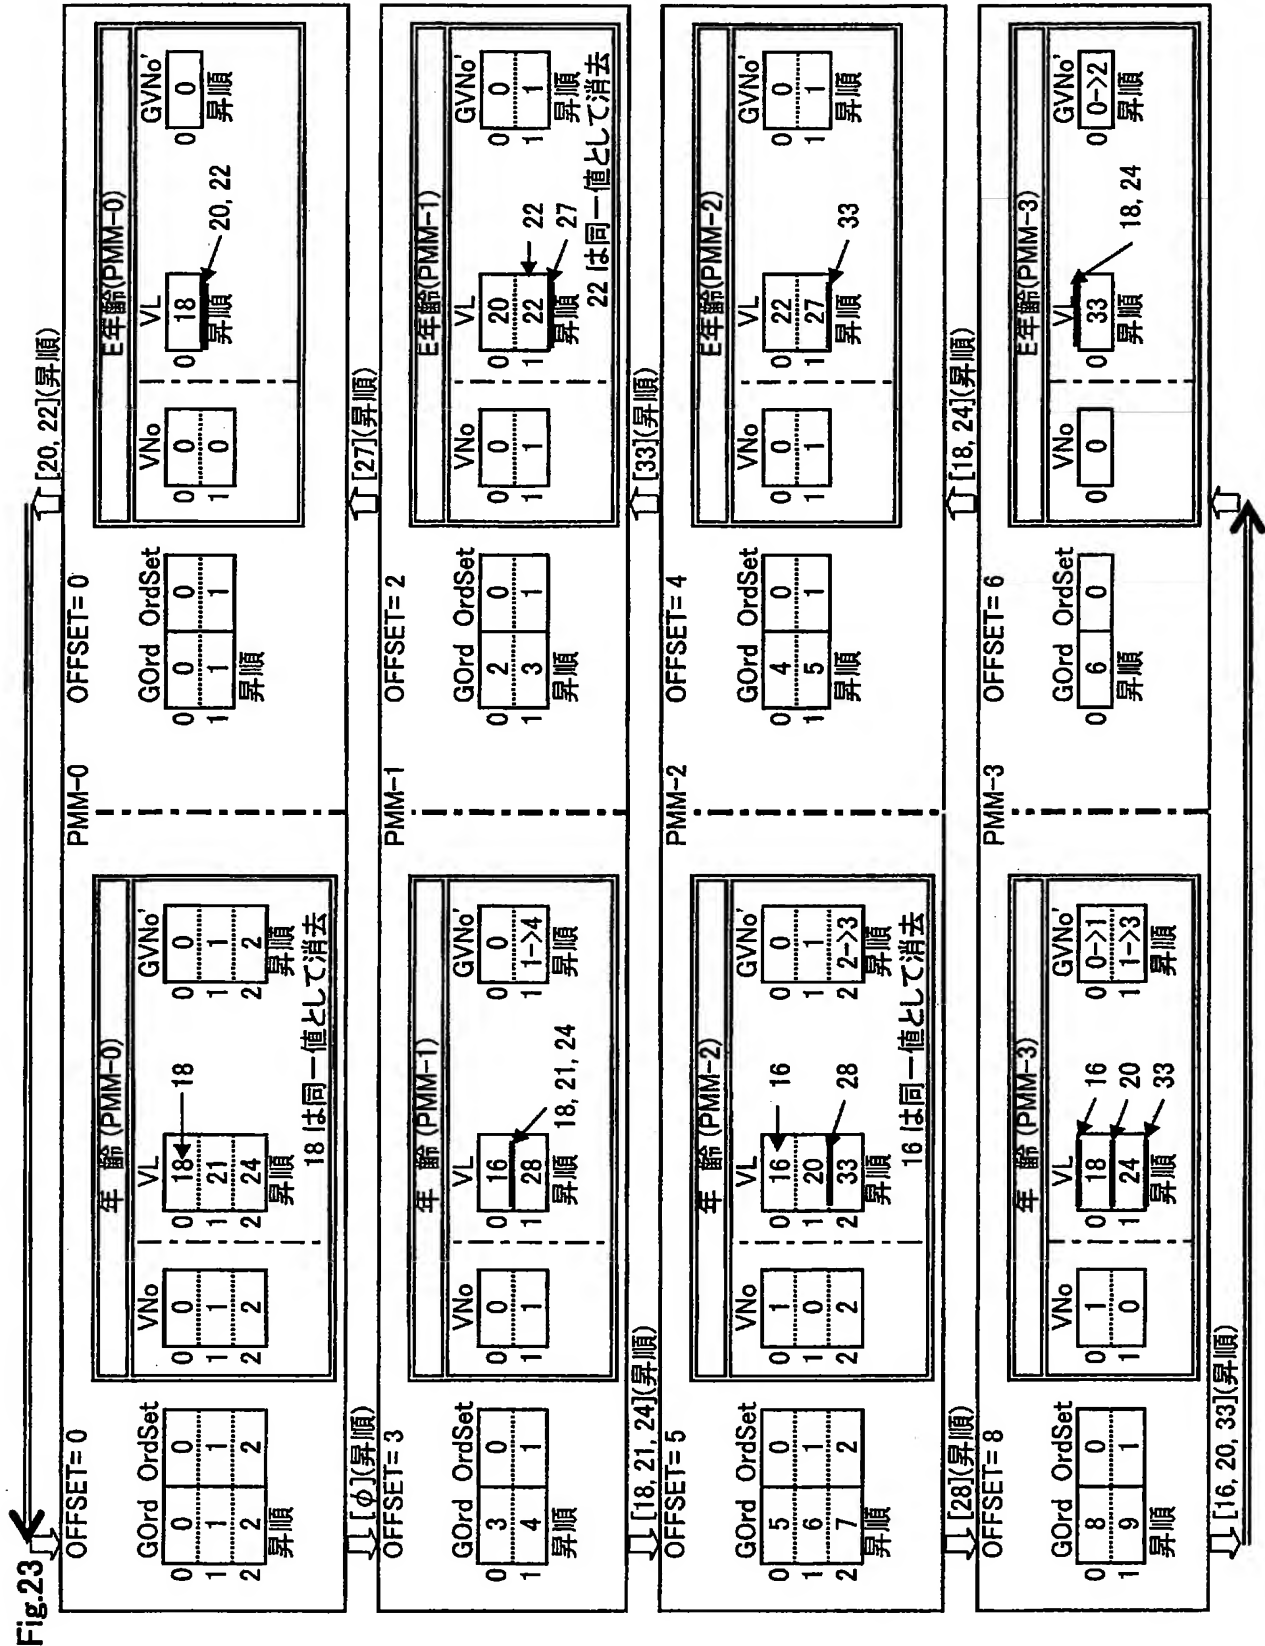 Fig.23
OFFSET= 0
GOrd OrdSet
0 0 0
1 1 1
2 2 2
昇順
年 齢 (PMM-0)
VNo VL GVNo'
0 0 0 18 0 0
1 1 1 21 1 1
2 2 2 24 2 2
昇順 昇順
18
18 は同一値として消去
PMM-0
OFFSET= 0
GOrd OrdSet
0 0 0
1 1 1
昇順
E年齢(PMM-0)
VNo VL GVNo'
0 0 0 18 0 0
1 0
昇順 昇順
20, 22
[20, 22](昇順)
[ϕ](昇順)
OFFSET= 3
GOrd OrdSet
0 3 0
1 4 1
昇順
年 齢 (PMM-1)
VNo VL GVNo'
0 0 0 16 0 0
1 1 1 28 1 1->4
昇順 昇順
18, 21, 24
PMM-1
OFFSET= 2
GOrd OrdSet
0 2 0
1 3 1
昇順
E年齢(PMM-1)
VNo VL GVNo'
0 0 0 20 0 0
1 1 1 22 1 1
昇順 昇順
22
27
22 は同一値として消去
[27](昇順)
[18, 21, 24](昇順)
OFFSET= 5
GOrd OrdSet
0 5 0
1 6 1
2 7 2
昇順
年 齢 (PMM-2)
VNo VL GVNo'
0 1 0 16 0 0
1 0 1 20 1 1
2 2 2 33 2 2->3
昇順 昇順
16
28
16 は同一値として消去
PMM-2
OFFSET= 4
GOrd OrdSet
0 4 0
1 5 1
昇順
E年齢(PMM-2)
VNo VL GVNo'
0 0 0 22 0 0
1 1 1 27 1 1
昇順 昇順
33
[33](昇順)
[28](昇順)
OFFSET= 8
GOrd OrdSet
0 8 0
1 9 1
昇順
年 齢 (PMM-3)
VNo VL GVNo'
0 1 0 18 0 0->1
1 0 1 24 1 1->3
昇順 昇順
16
20
33
PMM-3
OFFSET= 6
GOrd OrdSet
0 6 0
昇順
E年齢(PMM-3)
VNo VL GVNo'
0 0 0 33 0 0->2
昇順 昇順
18, 24
[18, 24](昇順)
[16, 20, 33](昇順)